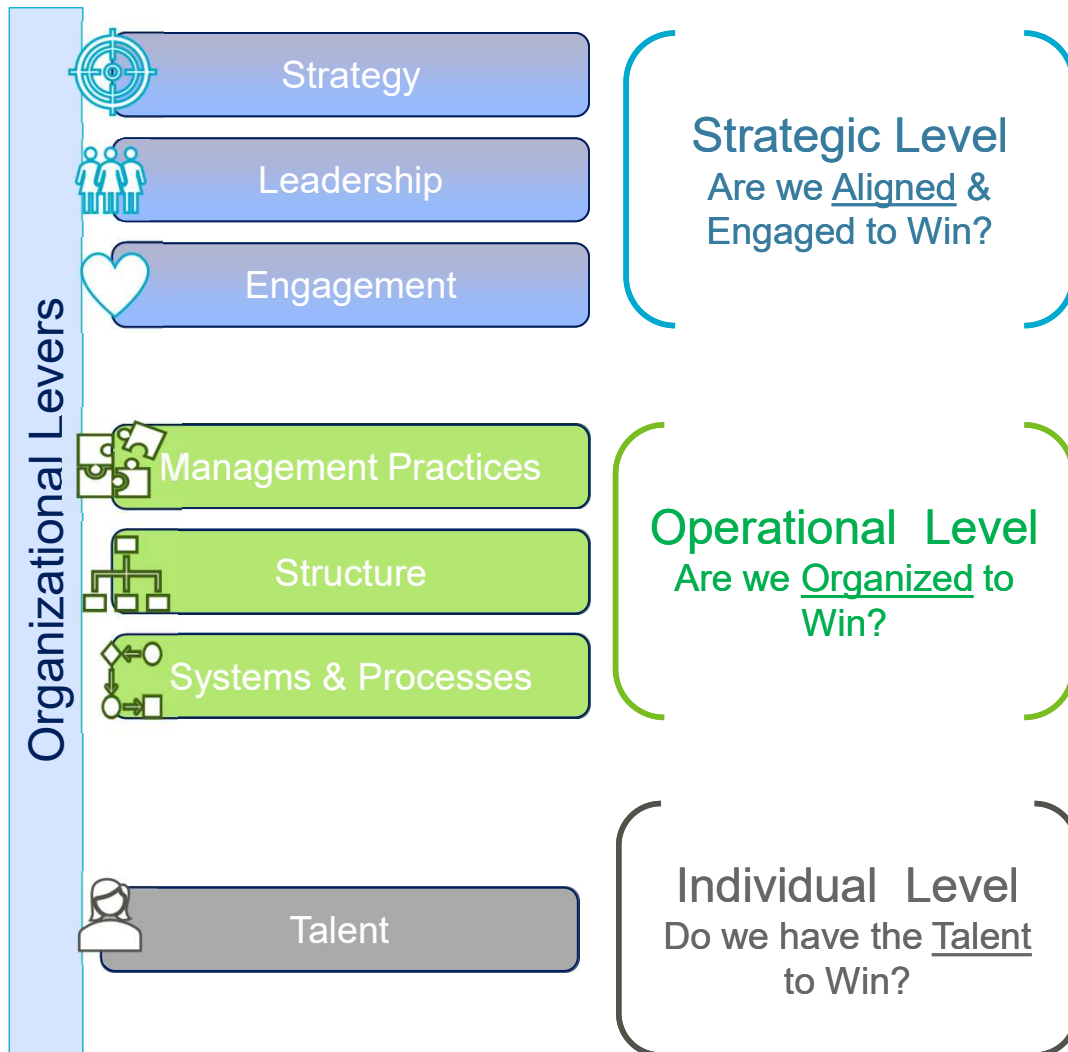 Organizational Levers
Strategy
Leadership
Engagement
Strategic Level
Are we Aligned &
Engaged to Win?
Management Practices
Structure
Systems & Processes
Operational Level
Are we Organized to
Win?
Talent
Individual Level
Do we have the Talent
to Win?